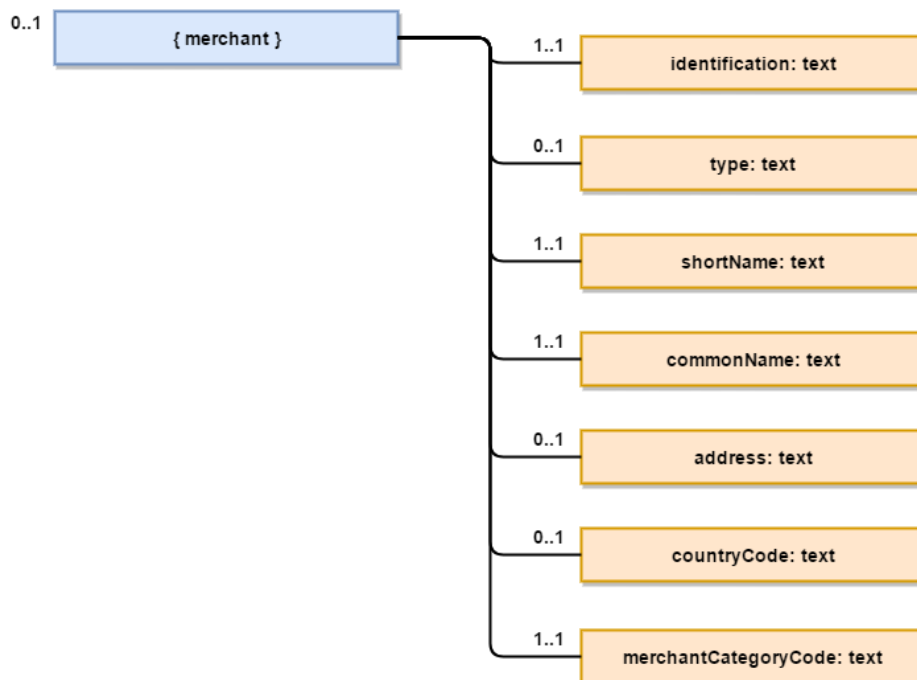 0..1
{ merchant }
1..1
identification: text
0..1
type: text
1..1
shortName: text
1..1
commonName: text
0..1
address: text
0..1
countryCode: text
1..1
merchantCategoryCode: text